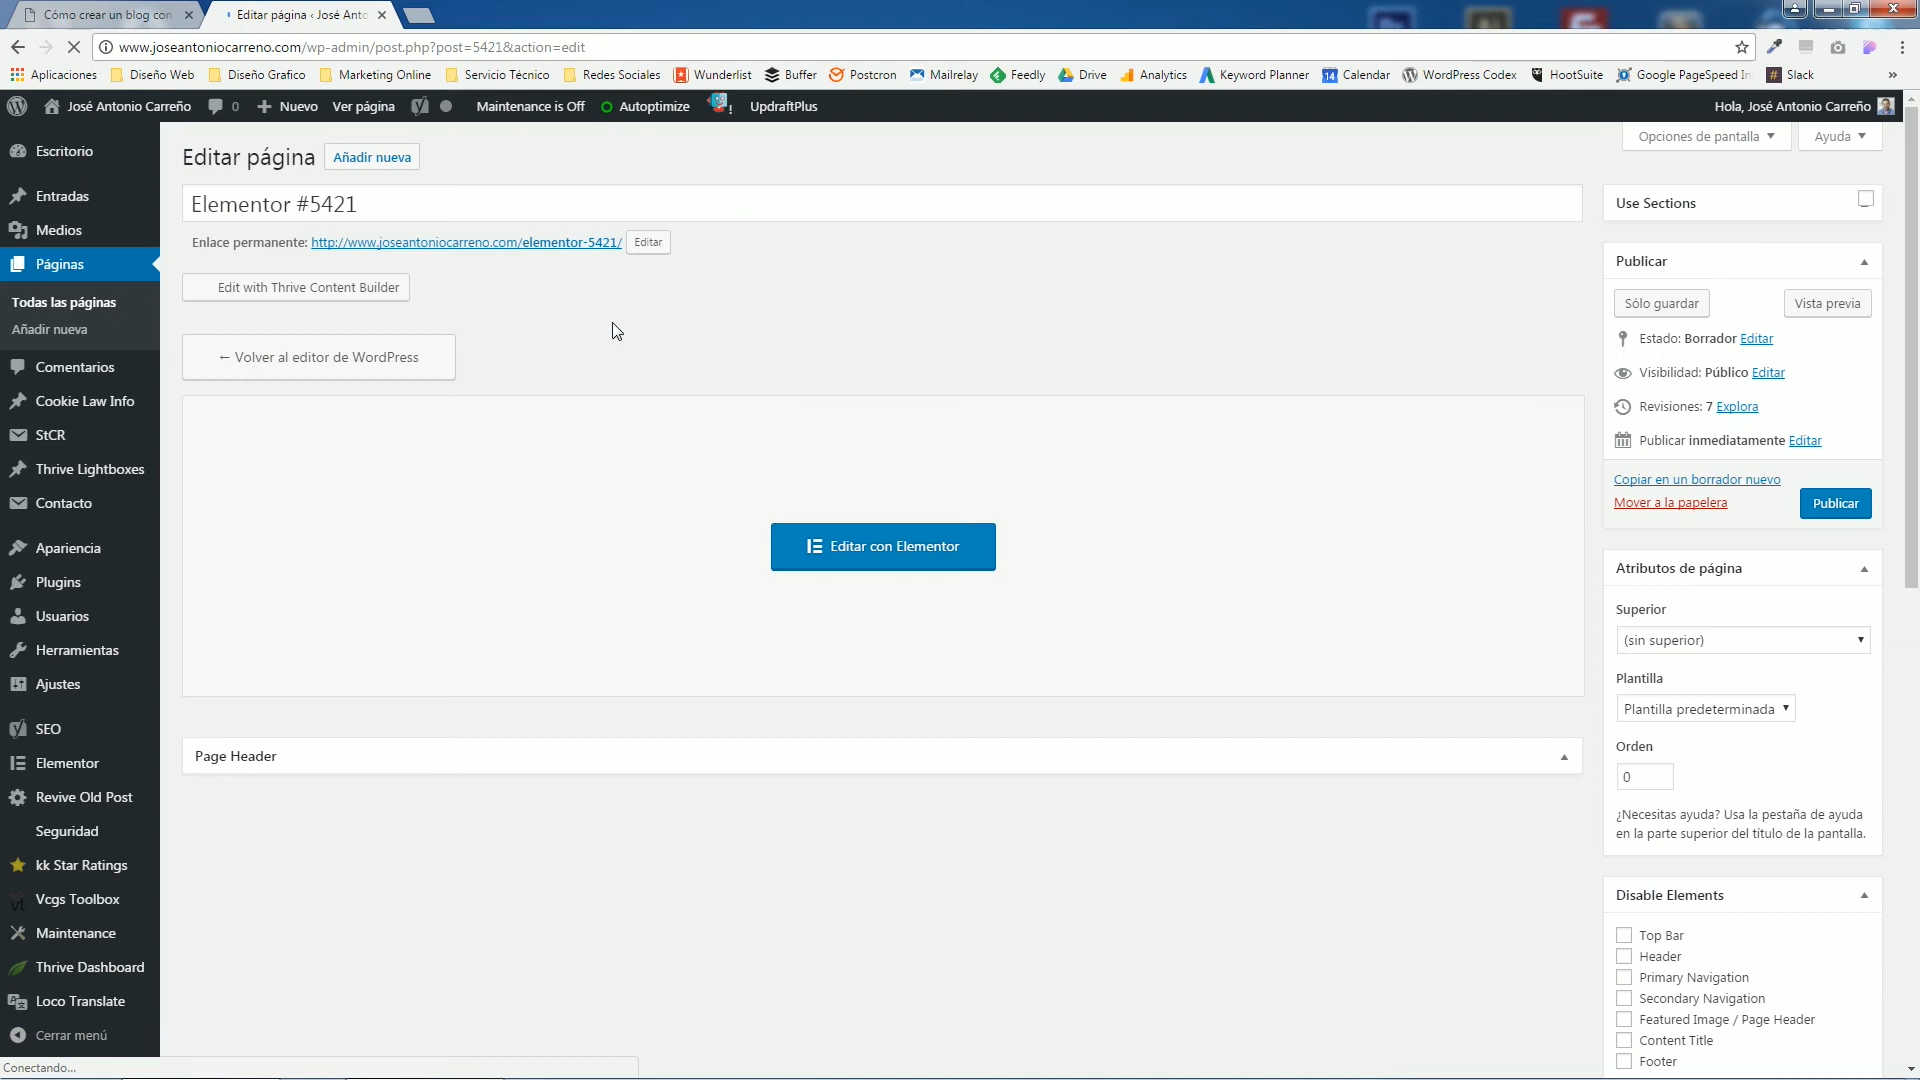 Cómo crear un blog con
Editar página ‹ José Anto
www.joseantoniocarreno.com/wp-admin/post.php?post=5421&action=edit
Aplicaciones Diseño Web Diseño Grafico Marketing Online Servicio Técnico Redes Sociales Wunderlist Buffer Postcron Mailrelay Feedly Drive Analytics Keyword Planner Calendar WordPress Codex HootSuite Google PageSpeed In Slack »
José Antonio Carreño 0 Nuevo Ver página Maintenance is Off Autoptimize UpdraftPlus Hola, José Antonio Carreño
Escritorio
Entradas
Medios
Páginas
Todas las páginas
Añadir nueva
Comentarios
Cookie Law Info
StCR
Thrive Lightboxes
Contacto
Apariencia
Plugins
Usuarios
Herramientas
Ajustes
SEO
Elementor
Revive Old Post
Seguridad
kk Star Ratings
Vcgs Toolbox
Maintenance
Thrive Dashboard
Loco Translate
Cerrar menú
Conectando...
Opciones de pantalla Ayuda
Editar página Añadir nueva
Elementor #5421
Enlace permanente: http://www.joseantoniocarreno.com/elementor-5421/ Editar
Edit with Thrive Content Builder
← Volver al editor de WordPress
Editar con Elementor
Page Header
Use Sections
Publicar
Sólo guardar Vista previa
Estado: Borrador Editar
Visibilidad: Público Editar
Revisiones: 7 Explora
Publicar inmediatamente Editar
Copiar en un borrador nuevo
Mover a la papelera
Publicar
Atributos de página
Superior
(sin superior)
Plantilla
Plantilla predeterminada
Orden
0
¿Necesitas ayuda? Usa la pestaña de ayuda
en la parte superior del título de la pantalla.
Disable Elements
Top Bar
Header
Primary Navigation
Secondary Navigation
Featured Image / Page Header
Content Title
Footer